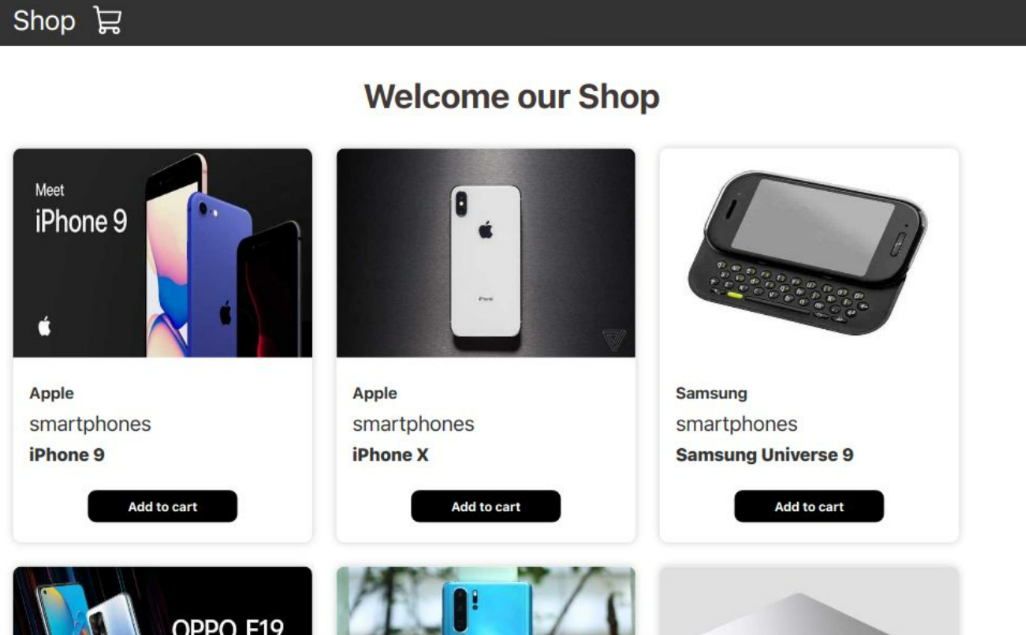 Shop
Welcome our Shop
Meet
iPhone 9
Apple
smartphones
iPhone 9
Add to cart
Apple
smartphones
iPhone X
Add to cart
Samsung
smartphones
Samsung Universe 9
Add to cart
OPPO F19